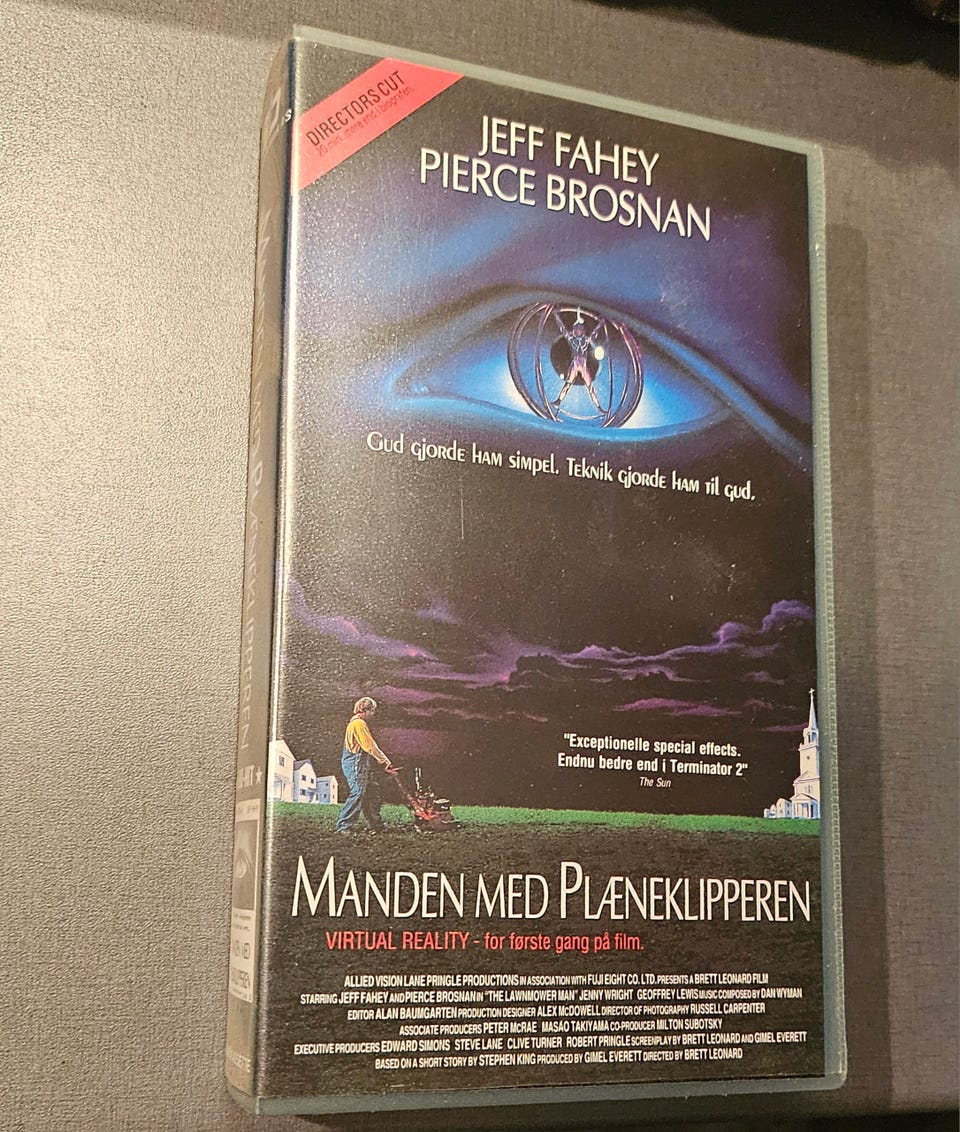 DIRECTORS CUT
20 min. mere end i biografen.
JEFF FAHEY
PIERCE BROSNAN
Gud gjorde ham simpel. Teknik gjorde ham til gud.
"Exceptionelle special effects.
Endnu bedre end i Terminator 2"
The Sun
MANDEN MED PLÆNEKLIPPEREN
VIRTUAL REALITY - for første gang på film.
ALLIED VISION LANE PRINGLE PRODUCTIONS IN ASSOCIATION WITH FUJI EIGHT CO. LTD. PRESENTS A BRETT LEONARD FILM
STARRING JEFF FAHEY AND PIERCE BROSNAN IN "THE LAWNMOWER MAN" JENNY WRIGHT GEOFFREY LEWIS MUSIC COMPOSED BY DAN WYMAN
EDITOR ALAN BAUMGARTEN PRODUCTION DESIGNER ALEX McDOWELL DIRECTOR OF PHOTOGRAPHY RUSSELL CARPENTER
ASSOCIATE PRODUCERS PETER McRAE MASAO TAKIYAMA CO-PRODUCER MILTON SUBOTSKY
EXECUTIVE PRODUCERS EDWARD SIMONS STEVE LANE CLIVE TURNER ROBERT PRINGLE SCREENPLAY BY BRETT LEONARD AND GIMEL EVERETT
BASED ON A SHORT STORY BY STEPHEN KING PRODUCED BY GIMEL EVERETT DIRECTED BY BRETT LEONARD